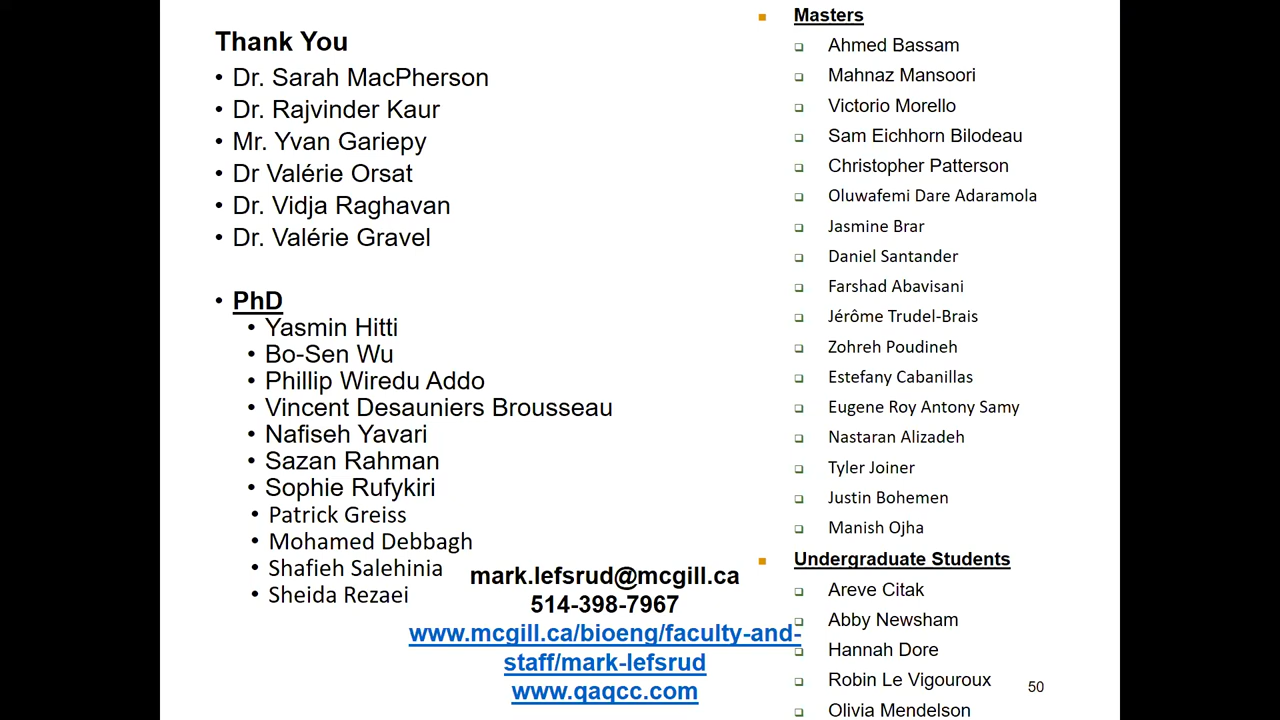 Thank You
• Dr. Sarah MacPherson
• Dr. Rajvinder Kaur
• Mr. Yvan Gariepy
• Dr Valérie Orsat
• Dr. Vidja Raghavan
• Dr. Valérie Gravel
• PhD
• Yasmin Hitti
• Bo-Sen Wu
• Phillip Wiredu Addo
• Vincent Desauniers Brousseau
• Nafiseh Yavari
• Sazan Rahman
• Sophie Rufykiri
• Patrick Greiss
• Mohamed Debbagh
• Shafieh Salehinia
• Sheida Rezaei
mark.lefsrud@mcgill.ca
514-398-7967
www.mcgill.ca/bioeng/faculty-and-
staff/mark-lefsrud
www.qaqcc.com
Masters
Ahmed Bassam
Mahnaz Mansoori
Victorio Morello
Sam Eichhorn Bilodeau
Christopher Patterson
Oluwafemi Dare Adaramola
Jasmine Brar
Daniel Santander
Farshad Abavisani
Jérôme Trudel-Brais
Zohreh Poudineh
Estefany Cabanillas
Eugene Roy Antony Samy
Nastaran Alizadeh
Tyler Joiner
Justin Bohemen
Manish Ojha
Undergraduate Students
Areve Citak
Abby Newsham
Hannah Dore
Robin Le Vigouroux
Olivia Mendelson
50